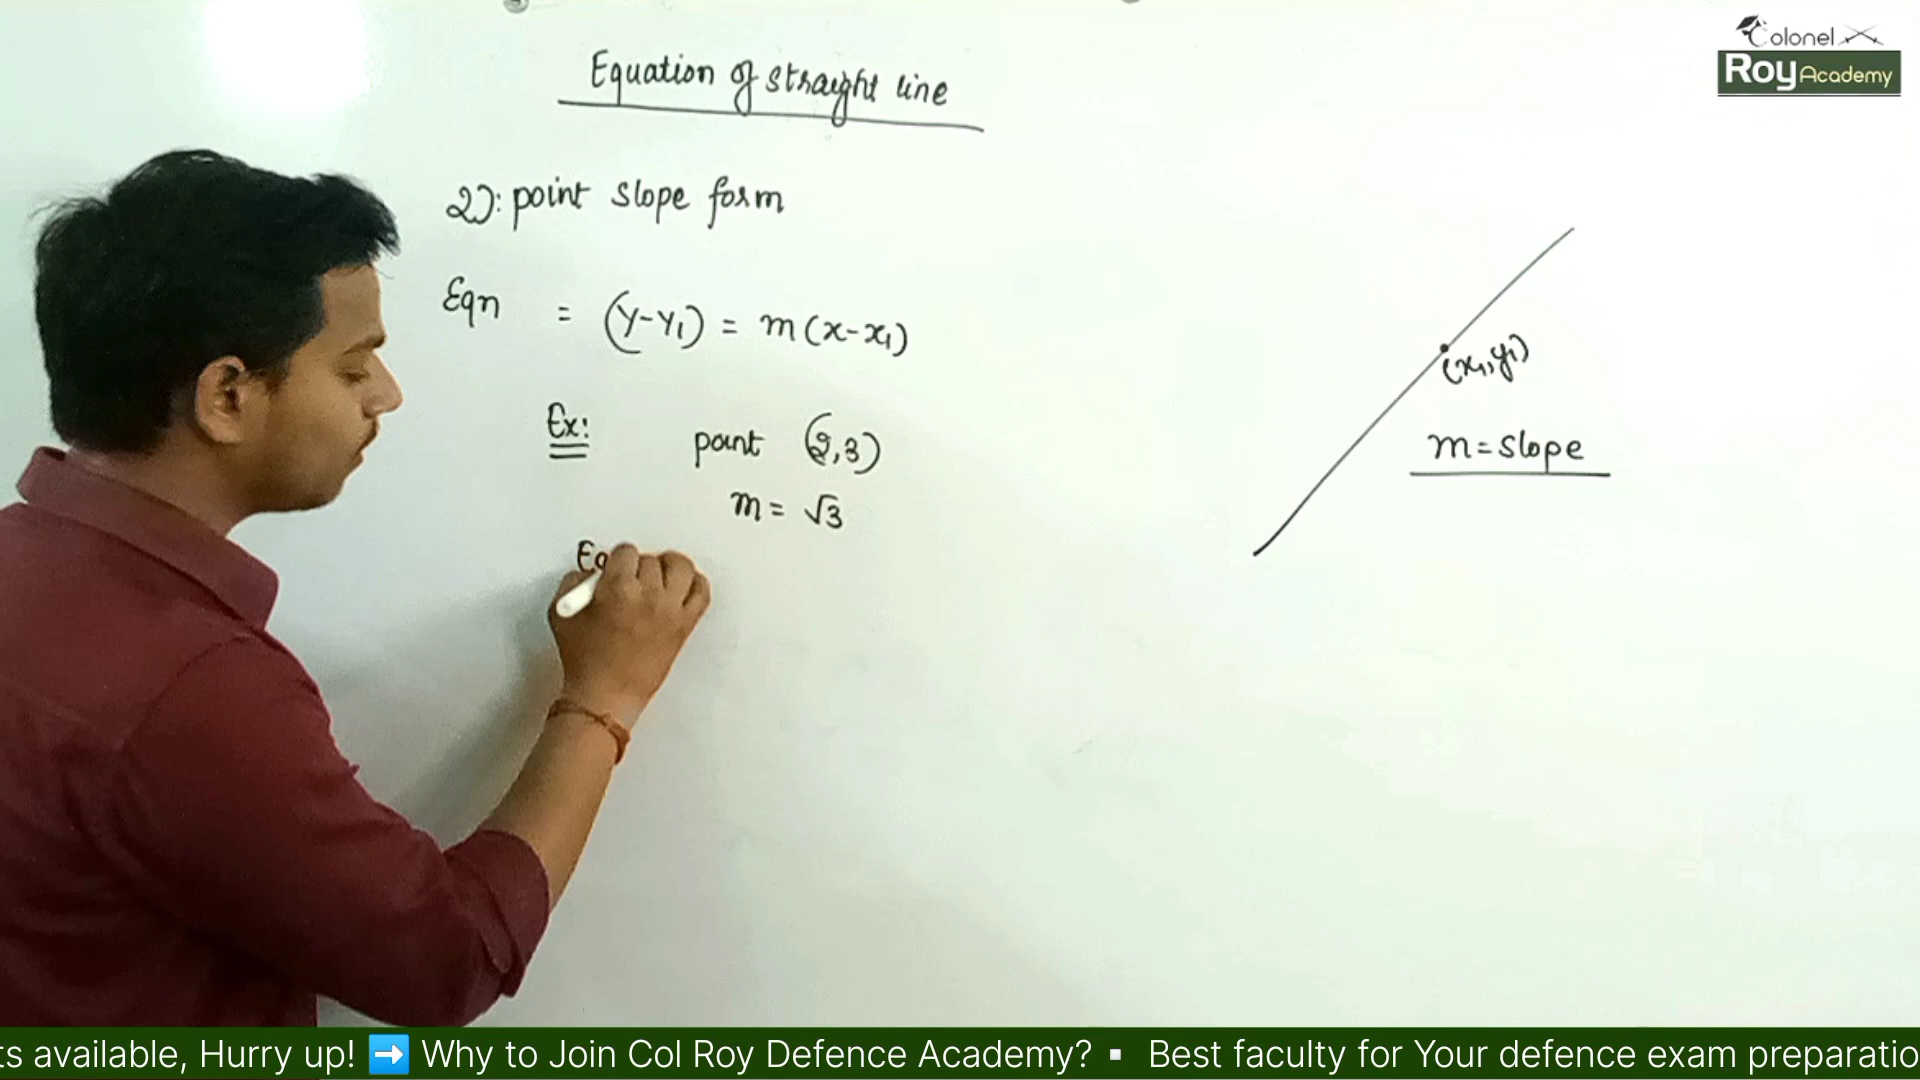 Colonel
Roy Academy
Equation of straight line
2): point slope form
Eqn = (y-y₁) = m(x-x₁)
(x₁,y₁)
m = slope
Ex: point (2,3)
m = √3
Eq
ts available, Hurry up! ➡️ Why to Join Col Roy Defence Academy? ▫️ Best faculty for Your defence exam preparatio